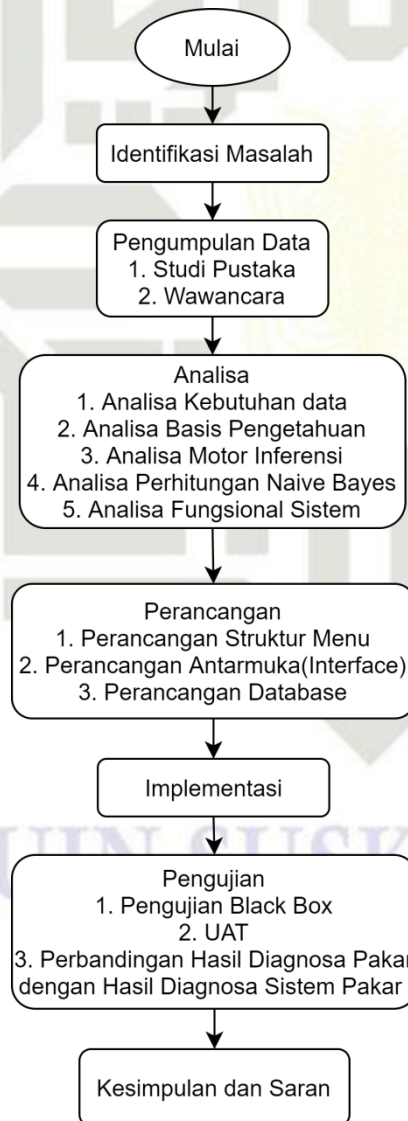 Mulai
Identifikasi Masalah
Pengumpulan Data
1. Studi Pustaka
2. Wawancara
Analisa
1. Analisa Kebutuhan data
2. Analisa Basis Pengetahuan
3. Analisa Motor Inferensi
4. Analisa Perhitungan Naive Bayes
5. Analisa Fungsional Sistem
Perancangan
1. Perancangan Struktur Menu
2. Perancangan Antarmuka(Interface)
3. Perancangan Database
Implementasi
UIN SUSK
Pengujian
1. Pengujian Black Box
2. UAT
3. Perbandingan Hasil Diagnosa Pakar
dengan Hasil Diagnosa Sistem Pakar
Kesimpulan dan Saran